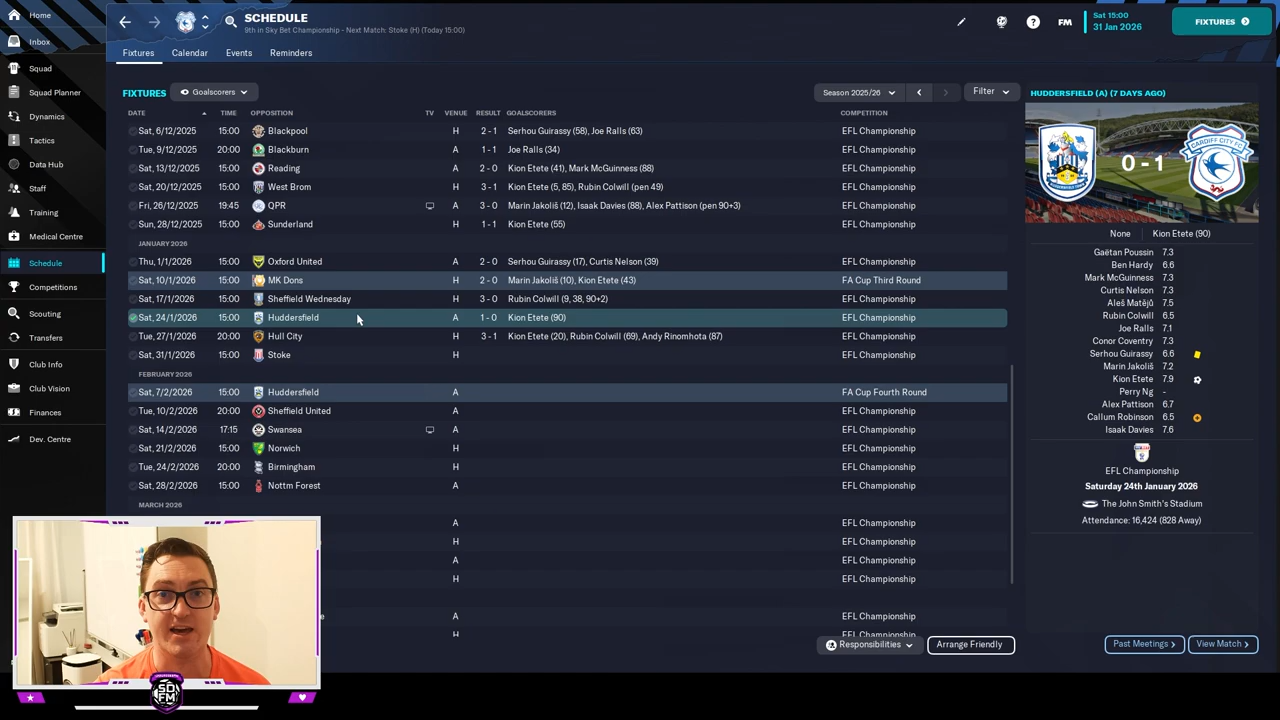 Home
Inbox
Squad
Squad Planner
Dynamics
Tactics
Data Hub
Staff
Training
Medical Centre
Schedule
Competitions
Scouting
Transfers
Club Info
Club Vision
Finances
Dev. Centre
SCHEDULE
9th in Sky Bet Championship - Next Match: Stoke (H) (Today 15:00)
FM
Sat 15:00
31 Jan 2026
FIXTURES
Fixtures Calendar Events Reminders
FIXTURES Goalscorers Season 2025/26 Filter
DATE TIME OPPOSITION TV VENUE RESULT GOALSCORERS COMPETITION
Sat, 6/12/2025 15:00 Blackpool H 2 - 1 Serhou Guirassy (58), Joe Ralls (63) EFL Championship
Tue, 9/12/2025 20:00 Blackburn A 1 - 1 Joe Ralls (34) EFL Championship
Sat, 13/12/2025 15:00 Reading A 2 - 0 Kion Etete (41), Mark McGuinness (88) EFL Championship
Sat, 20/12/2025 15:00 West Brom H 3 - 1 Kion Etete (5, 85), Rubin Colwill (pen 49) EFL Championship
Fri, 26/12/2025 19:45 QPR A 3 - 0 Marin Jakoliš (12), Isaak Davies (88), Alex Pattison (pen 90+3) EFL Championship
Sun, 28/12/2025 15:00 Sunderland H 1 - 1 Kion Etete (55) EFL Championship
JANUARY 2026
Thu, 1/1/2026 15:00 Oxford United A 2 - 0 Serhou Guirassy (17), Curtis Nelson (39) EFL Championship
Sat, 10/1/2026 15:00 MK Dons H 2 - 0 Marin Jakoliš (10), Kion Etete (43) FA Cup Third Round
Sat, 17/1/2026 15:00 Sheffield Wednesday H 3 - 0 Rubin Colwill (9, 38, 90+2) EFL Championship
Sat, 24/1/2026 15:00 Huddersfield A 1 - 0 Kion Etete (90) EFL Championship
Tue, 27/1/2026 20:00 Hull City H 3 - 1 Kion Etete (20), Rubin Colwill (69), Andy Rinomhota (87) EFL Championship
Sat, 31/1/2026 15:00 Stoke H EFL Championship
FEBRUARY 2026
Sat, 7/2/2026 15:00 Huddersfield A FA Cup Fourth Round
Tue, 10/2/2026 20:00 Sheffield United A EFL Championship
Sat, 14/2/2026 17:15 Swansea A EFL Championship
Sat, 21/2/2026 15:00 Norwich H EFL Championship
Tue, 24/2/2026 20:00 Birmingham H EFL Championship
Sat, 28/2/2026 15:00 Nottm Forest H EFL Championship
MARCH 2026
A EFL Championship
H EFL Championship
A EFL Championship
H EFL Championship
A EFL Championship
H EFL Championship
Responsibilities Arrange Friendly
HUDDERSFIELD (A) (7 DAYS AGO)
0 - 1
None Kion Etete (90)
Gaëtan Poussin 7.3
Ben Hardy 6.6
Mark McGuinness 7.3
Curtis Nelson 7.3
Aleš Matějů 7.5
Rubin Colwill 6.5
Joe Ralls 7.1
Conor Coventry 7.3
Serhou Guirassy 6.6
Marin Jakoliš 7.2
Kion Etete 7.9
Perry Ng -
Alex Pattison 6.7
Callum Robinson 6.5
Isaak Davies 7.6
EFL Championship
Saturday 24th January 2026
The John Smith's Stadium
Attendance: 16,424 (828 Away)
Past Meetings View Match
SDFM